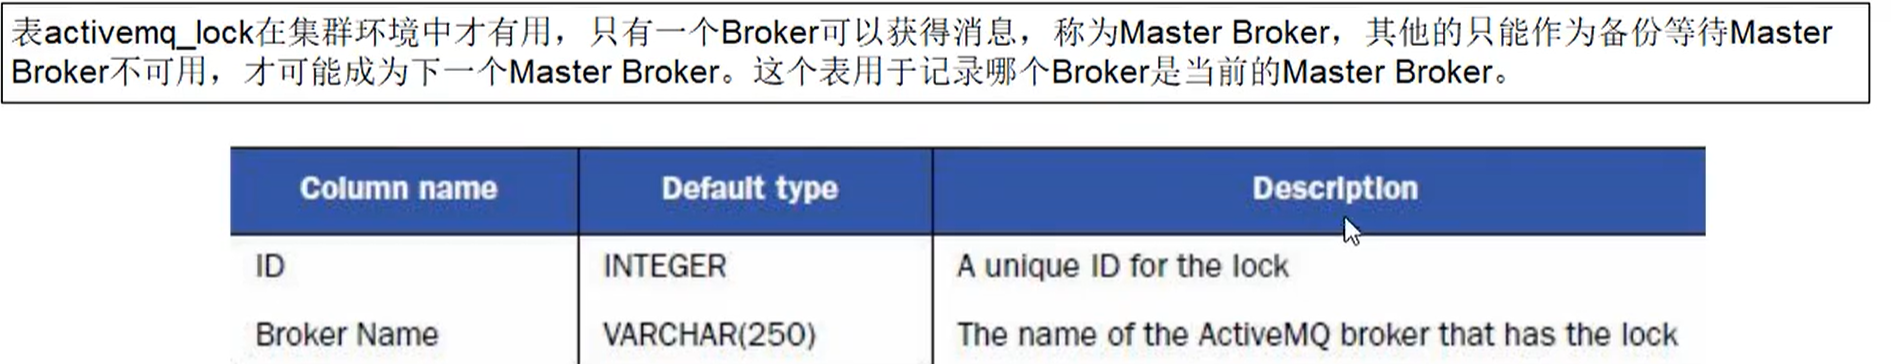 表activemq_lock在集群环境中才有用，只有一个Broker可以获得消息，称为Master Broker，其他的只能作为备份等待Master
Broker不可用，才可能成为下一个Master Broker。这个表用于记录哪个Broker是当前的Master Broker。
Column name Default type Description
ID INTEGER A unique ID for the lock
Broker Name VARCHAR(250) The name of the ActiveMQ broker that has the lock